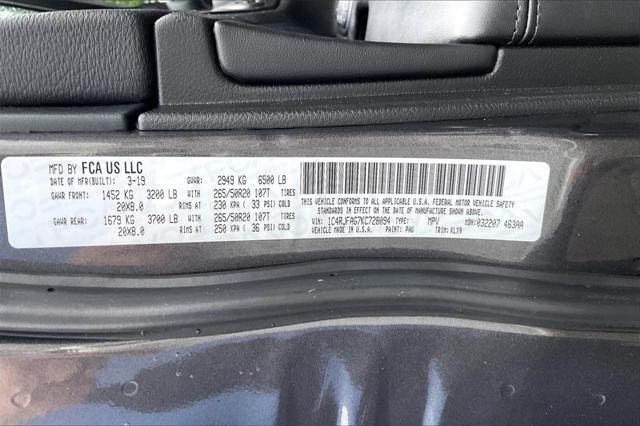 MFD BY FCA US LLC
DATE OF MFR(BUILT): 3-19 GVWR: 2949 KG 6500 LB
GAWR FRONT: 1452 KG 3200 LB WITH 265/50R20 107T TIRES
20X8.0 RIMS AT 230 KPA ( 33 PSI) COLD
GAWR REAR: 1679 KG 3700 LB WITH 265/50R20 107T TIRES
20X8.0 RIMS AT 250 KPA ( 36 PSI) COLD
THIS VEHICLE CONFORMS TO ALL APPLICABLE U.S.A. FEDERAL MOTOR VEHICLE SAFETY
STANDARDS IN EFFECT ON THE DATE OF MANUFACTURE SHOWN ABOVE.
VIN: 1C4RJFAG7KC728094 TYPE: MPV MDH:032207 463AA
VEHICLE MADE IN U.S.A. PAINT: PAU TRIM: KLX9